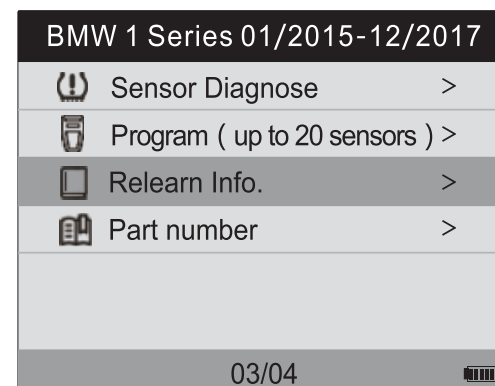 BMW 1 Series 01/2015-12/2017
Sensor Diagnose >
Program ( up to 20 sensors ) >
Relearn Info. >
Part number >
03/04